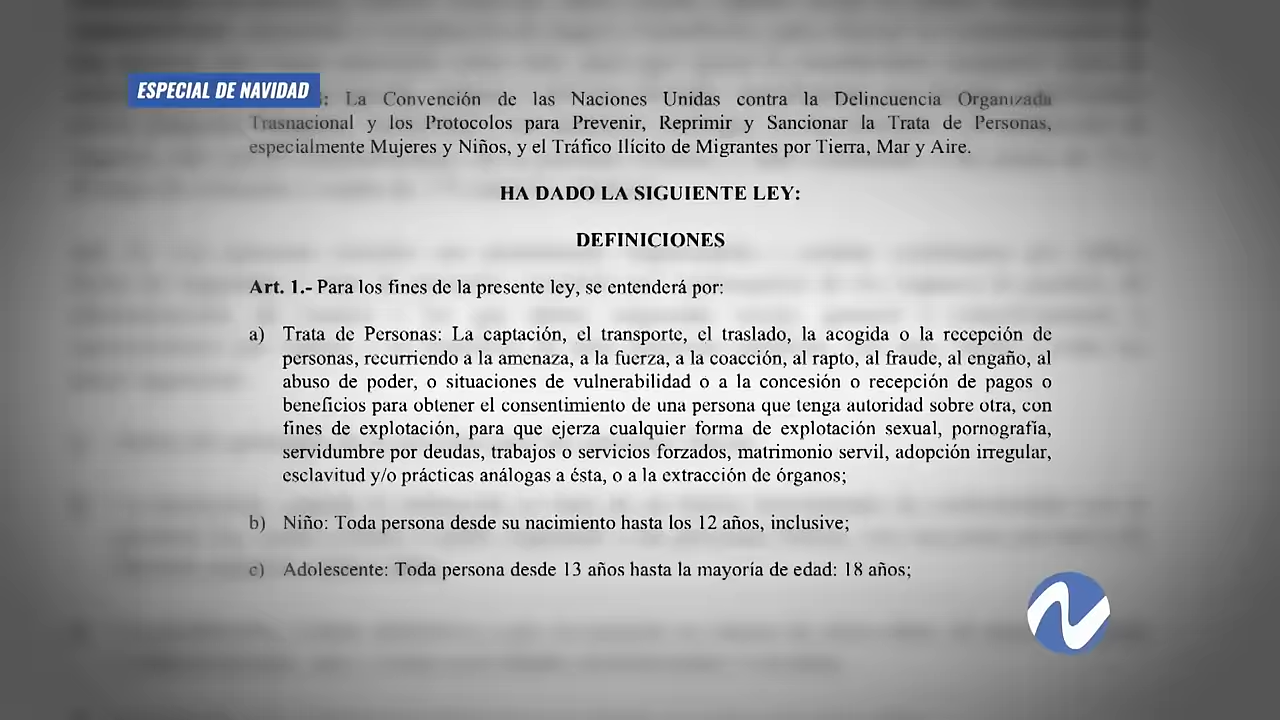 ESPECIAL DE NAVIDAD
: La Convención de las Naciones Unidas contra la Delincuencia Organizada
Trasnacional y los Protocolos para Prevenir, Reprimir y Sancionar la Trata de Personas,
especialmente Mujeres y Niños, y el Tráfico Ilícito de Migrantes por Tierra, Mar y Aire.
HA DADO LA SIGUIENTE LEY:
DEFINICIONES
Art. 1.- Para los fines de la presente ley, se entenderá por:
a) Trata de Personas: La captación, el transporte, el traslado, la acogida o la recepción de
personas, recurriendo a la amenaza, a la fuerza, a la coacción, al rapto, al fraude, al engaño, al
abuso de poder, o situaciones de vulnerabilidad o a la concesión o recepción de pagos o
beneficios para obtener el consentimiento de una persona que tenga autoridad sobre otra, con
fines de explotación, para que ejerza cualquier forma de explotación sexual, pornografía,
servidumbre por deudas, trabajos o servicios forzados, matrimonio servil, adopción irregular,
esclavitud y/o prácticas análogas a ésta, o a la extracción de órganos;
b) Niño: Toda persona desde su nacimiento hasta los 12 años, inclusive;
c) Adolescente: Toda persona desde 13 años hasta la mayoría de edad: 18 años;